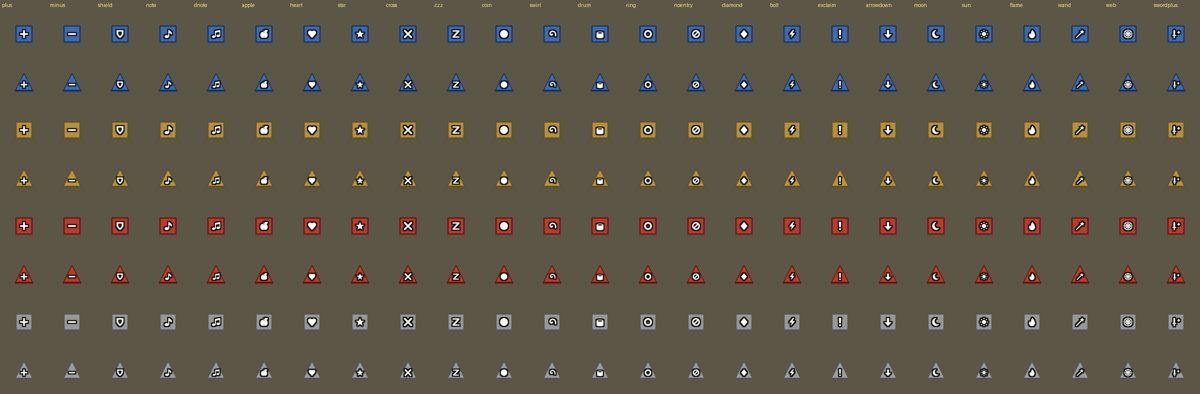 plus minus shield note dnote apple heart star cross zzz coin swirl drum ring noentry diamond bolt exclaim arrowdown moon sun flame wand web swordplus